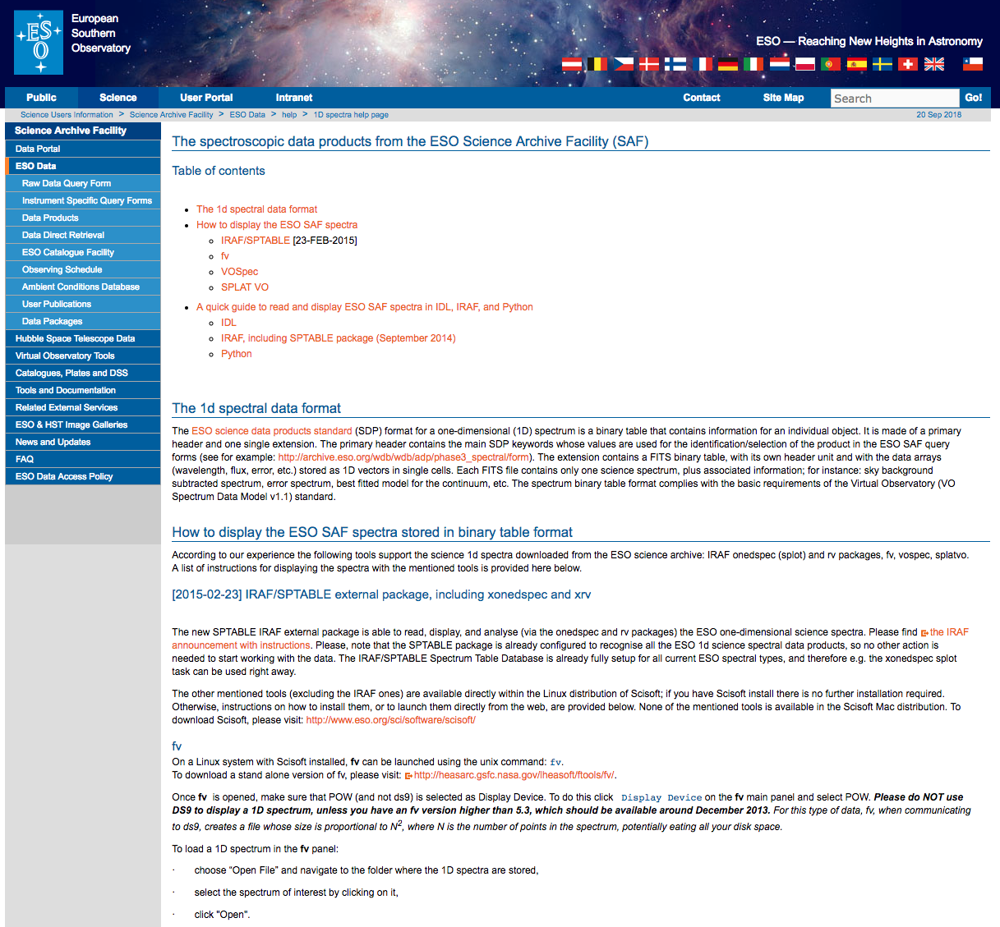 ESO
European
Southern
Observatory
ESO — Reaching New Heights in Astronomy
Public Science User Portal Intranet Contact Site Map Search Go!
Science Users Information > Science Archive Facility > ESO Data > help > 1D spectra help page 20 Sep 2018
Science Archive Facility
Data Portal
ESO Data
Raw Data Query Form
Instrument Specific Query Forms
Data Products
Data Direct Retrieval
ESO Catalogue Facility
Observing Schedule
Ambient Conditions Database
User Publications
Data Packages
Hubble Space Telescope Data
Virtual Observatory Tools
Catalogues, Plates and DSS
Tools and Documentation
Related External Services
ESO & HST Image Galleries
News and Updates
FAQ
ESO Data Access Policy
The spectroscopic data products from the ESO Science Archive Facility (SAF)
Table of contents
• The 1d spectral data format
• How to display the ESO SAF spectra
◦ IRAF/SPTABLE [23-FEB-2015]
◦ fv
◦ VOSpec
◦ SPLAT VO
• A quick guide to read and display ESO SAF spectra in IDL, IRAF, and Python
◦ IDL
◦ IRAF, including SPTABLE package (September 2014)
◦ Python
The 1d spectral data format
The ESO science data products standard (SDP) format for a one-dimensional (1D) spectrum is a binary table that contains information for an individual object. It is made of a primary
header and one single extension. The primary header contains the main SDP keywords whose values are used for the identification/selection of the product in the ESO SAF query
forms (see for example: http://archive.eso.org/wdb/wdb/adp/phase3_spectral/form). The extension contains a FITS binary table, with its own header unit and with the data arrays
(wavelength, flux, error, etc.) stored as 1D vectors in single cells. Each FITS file contains only one science spectrum, plus associated information; for instance: sky background
subtracted spectrum, error spectrum, best fitted model for the continuum, etc. The spectrum binary table format complies with the basic requirements of the Virtual Observatory (VO
Spectrum Data Model v1.1) standard.
How to display the ESO SAF spectra stored in binary table format
According to our experience the following tools support the science 1d spectra downloaded from the ESO science archive: IRAF onedspec (splot) and rv packages, fv, vospec, splatvo.
A list of instructions for displaying the spectra with the mentioned tools is provided here below.
[2015-02-23] IRAF/SPTABLE external package, including xonedspec and xrv
The new SPTABLE IRAF external package is able to read, display, and analyse (via the onedspec and rv packages) the ESO one-dimensional science spectra. Please find the IRAF
announcement with instructions. Please, note that the SPTABLE package is already configured to recognise all the ESO 1d science spectral data products, so no other action is
needed to start working with the data. The IRAF/SPTABLE Spectrum Table Database is already fully setup for all current ESO spectral types, and therefore e.g. the xonedspec splot
task can be used right away.
The other mentioned tools (excluding the IRAF ones) are available directly within the Linux distribution of Scisoft; if you have Scisoft install there is no further installation required.
Otherwise, instructions on how to install them, or to launch them directly from the web, are provided below. None of the mentioned tools is available in the Scisoft Mac distribution. To
download Scisoft, please visit: http://www.eso.org/sci/software/scisoft/
fv
On a Linux system with Scisoft installed, fv can be launched using the unix command: fv.
To download a stand alone version of fv, please visit: http://heasarc.gsfc.nasa.gov/lheasoft/ftools/fv/.
Once fv is opened, make sure that POW (and not ds9) is selected as Display Device. To do this click Display Device on the fv main panel and select POW. Please do NOT use
DS9 to display a 1D spectrum, unless you have an fv version higher than 5.3, which should be available around December 2013. For this type of data, fv, when communicating
to ds9, creates a file whose size is proportional to N², where N is the number of points in the spectrum, potentially eating all your disk space.
To load a 1D spectrum in the fv panel:
· choose "Open File" and navigate to the folder where the 1D spectra are stored,
· select the spectrum of interest by clicking on it,
· click "Open".